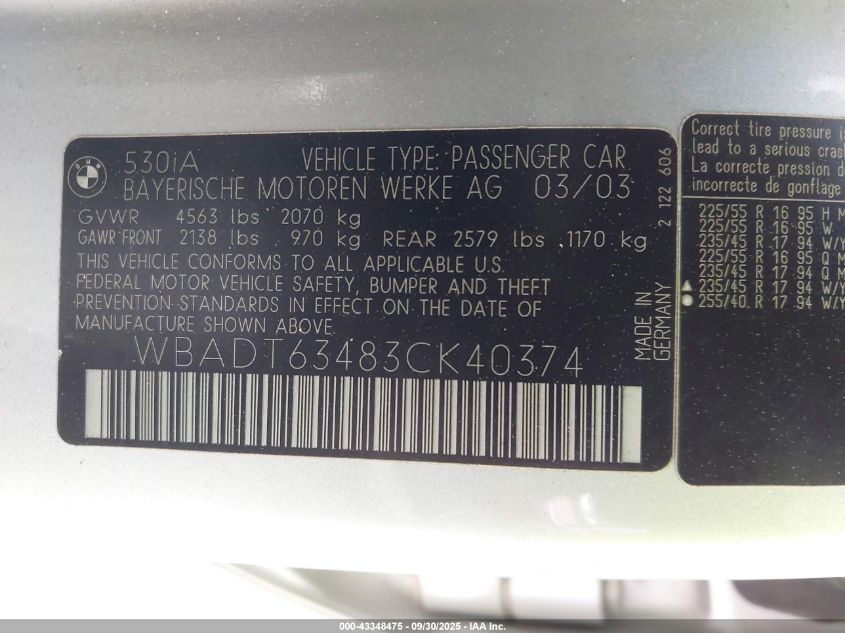 BMW
530iA VEHICLE TYPE: PASSENGER CAR
BAYERISCHE MOTOREN WERKE AG 03/03
GVWR 4563 lbs 2070 kg
GAWR FRONT 2138 lbs 970 kg REAR 2579 lbs 1170 kg
THIS VEHICLE CONFORMS TO ALL APPLICABLE U.S.
FEDERAL MOTOR VEHICLE SAFETY, BUMPER AND THEFT
PREVENTION STANDARDS IN EFFECT ON THE DATE OF
MANUFACTURE SHOWN ABOVE.
WBADT63483CK40374
2 122 606
MADE IN
GERMANY
Correct tire pressure is
lead to a serious crash
La correcte pression d
incorrecte de gonflage
225/55 R 16 95 H M
225/55 R 16 95 W
235/45 R 17 94 W/Y
225/55 R 16 95 Q M
235/45 R 17 94 Q M
▲ 235/45 R 17 94 W/Y
● 255/40 R 17 94 W/Y
000-43348475 - 09/30/2025 - IAA Inc.